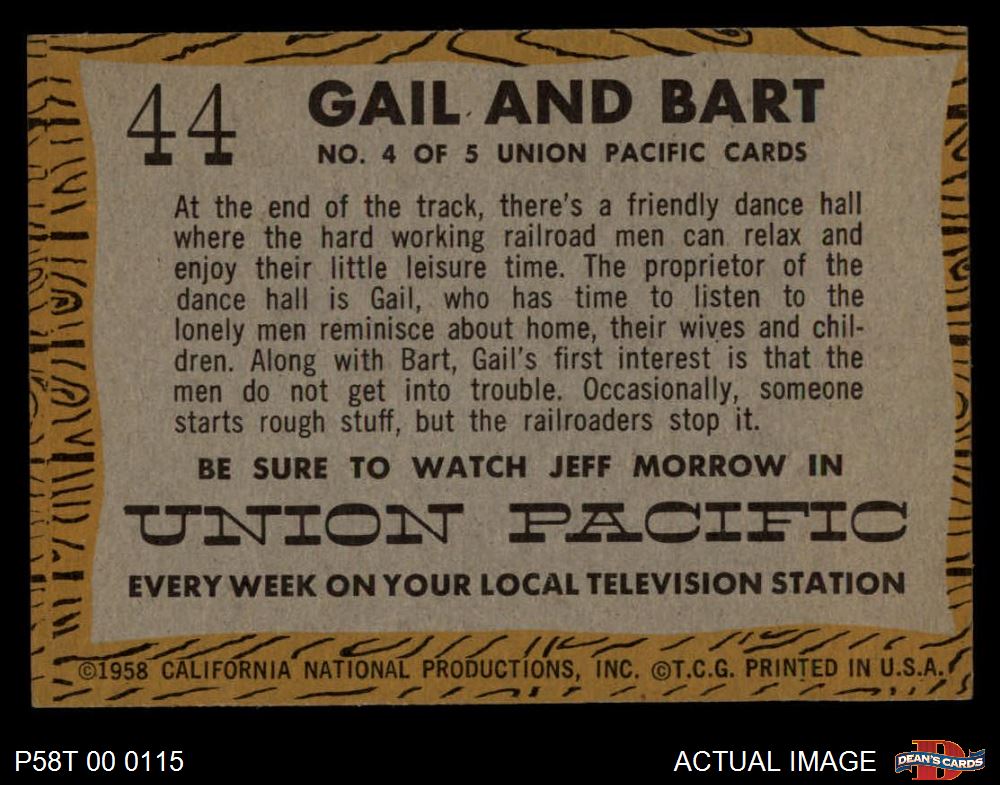 44
GAIL AND BART
NO. 4 OF 5 UNION PACIFIC CARDS
At the end of the track, there's a friendly dance hall
where the hard working railroad men can relax and
enjoy their little leisure time. The proprietor of the
dance hall is Gail, who has time to listen to the
lonely men reminisce about home, their wives and chil-
dren. Along with Bart, Gail's first interest is that the
men do not get into trouble. Occasionally, someone
starts rough stuff, but the railroaders stop it.
BE SURE TO WATCH JEFF MORROW IN
UNION PACIFIC
EVERY WEEK ON YOUR LOCAL TELEVISION STATION
©1958 CALIFORNIA NATIONAL PRODUCTIONS, INC. ©T.C.G. PRINTED IN U.S.A.
P58T 00 0115
ACTUAL IMAGE
D
DEAN'S CARDS